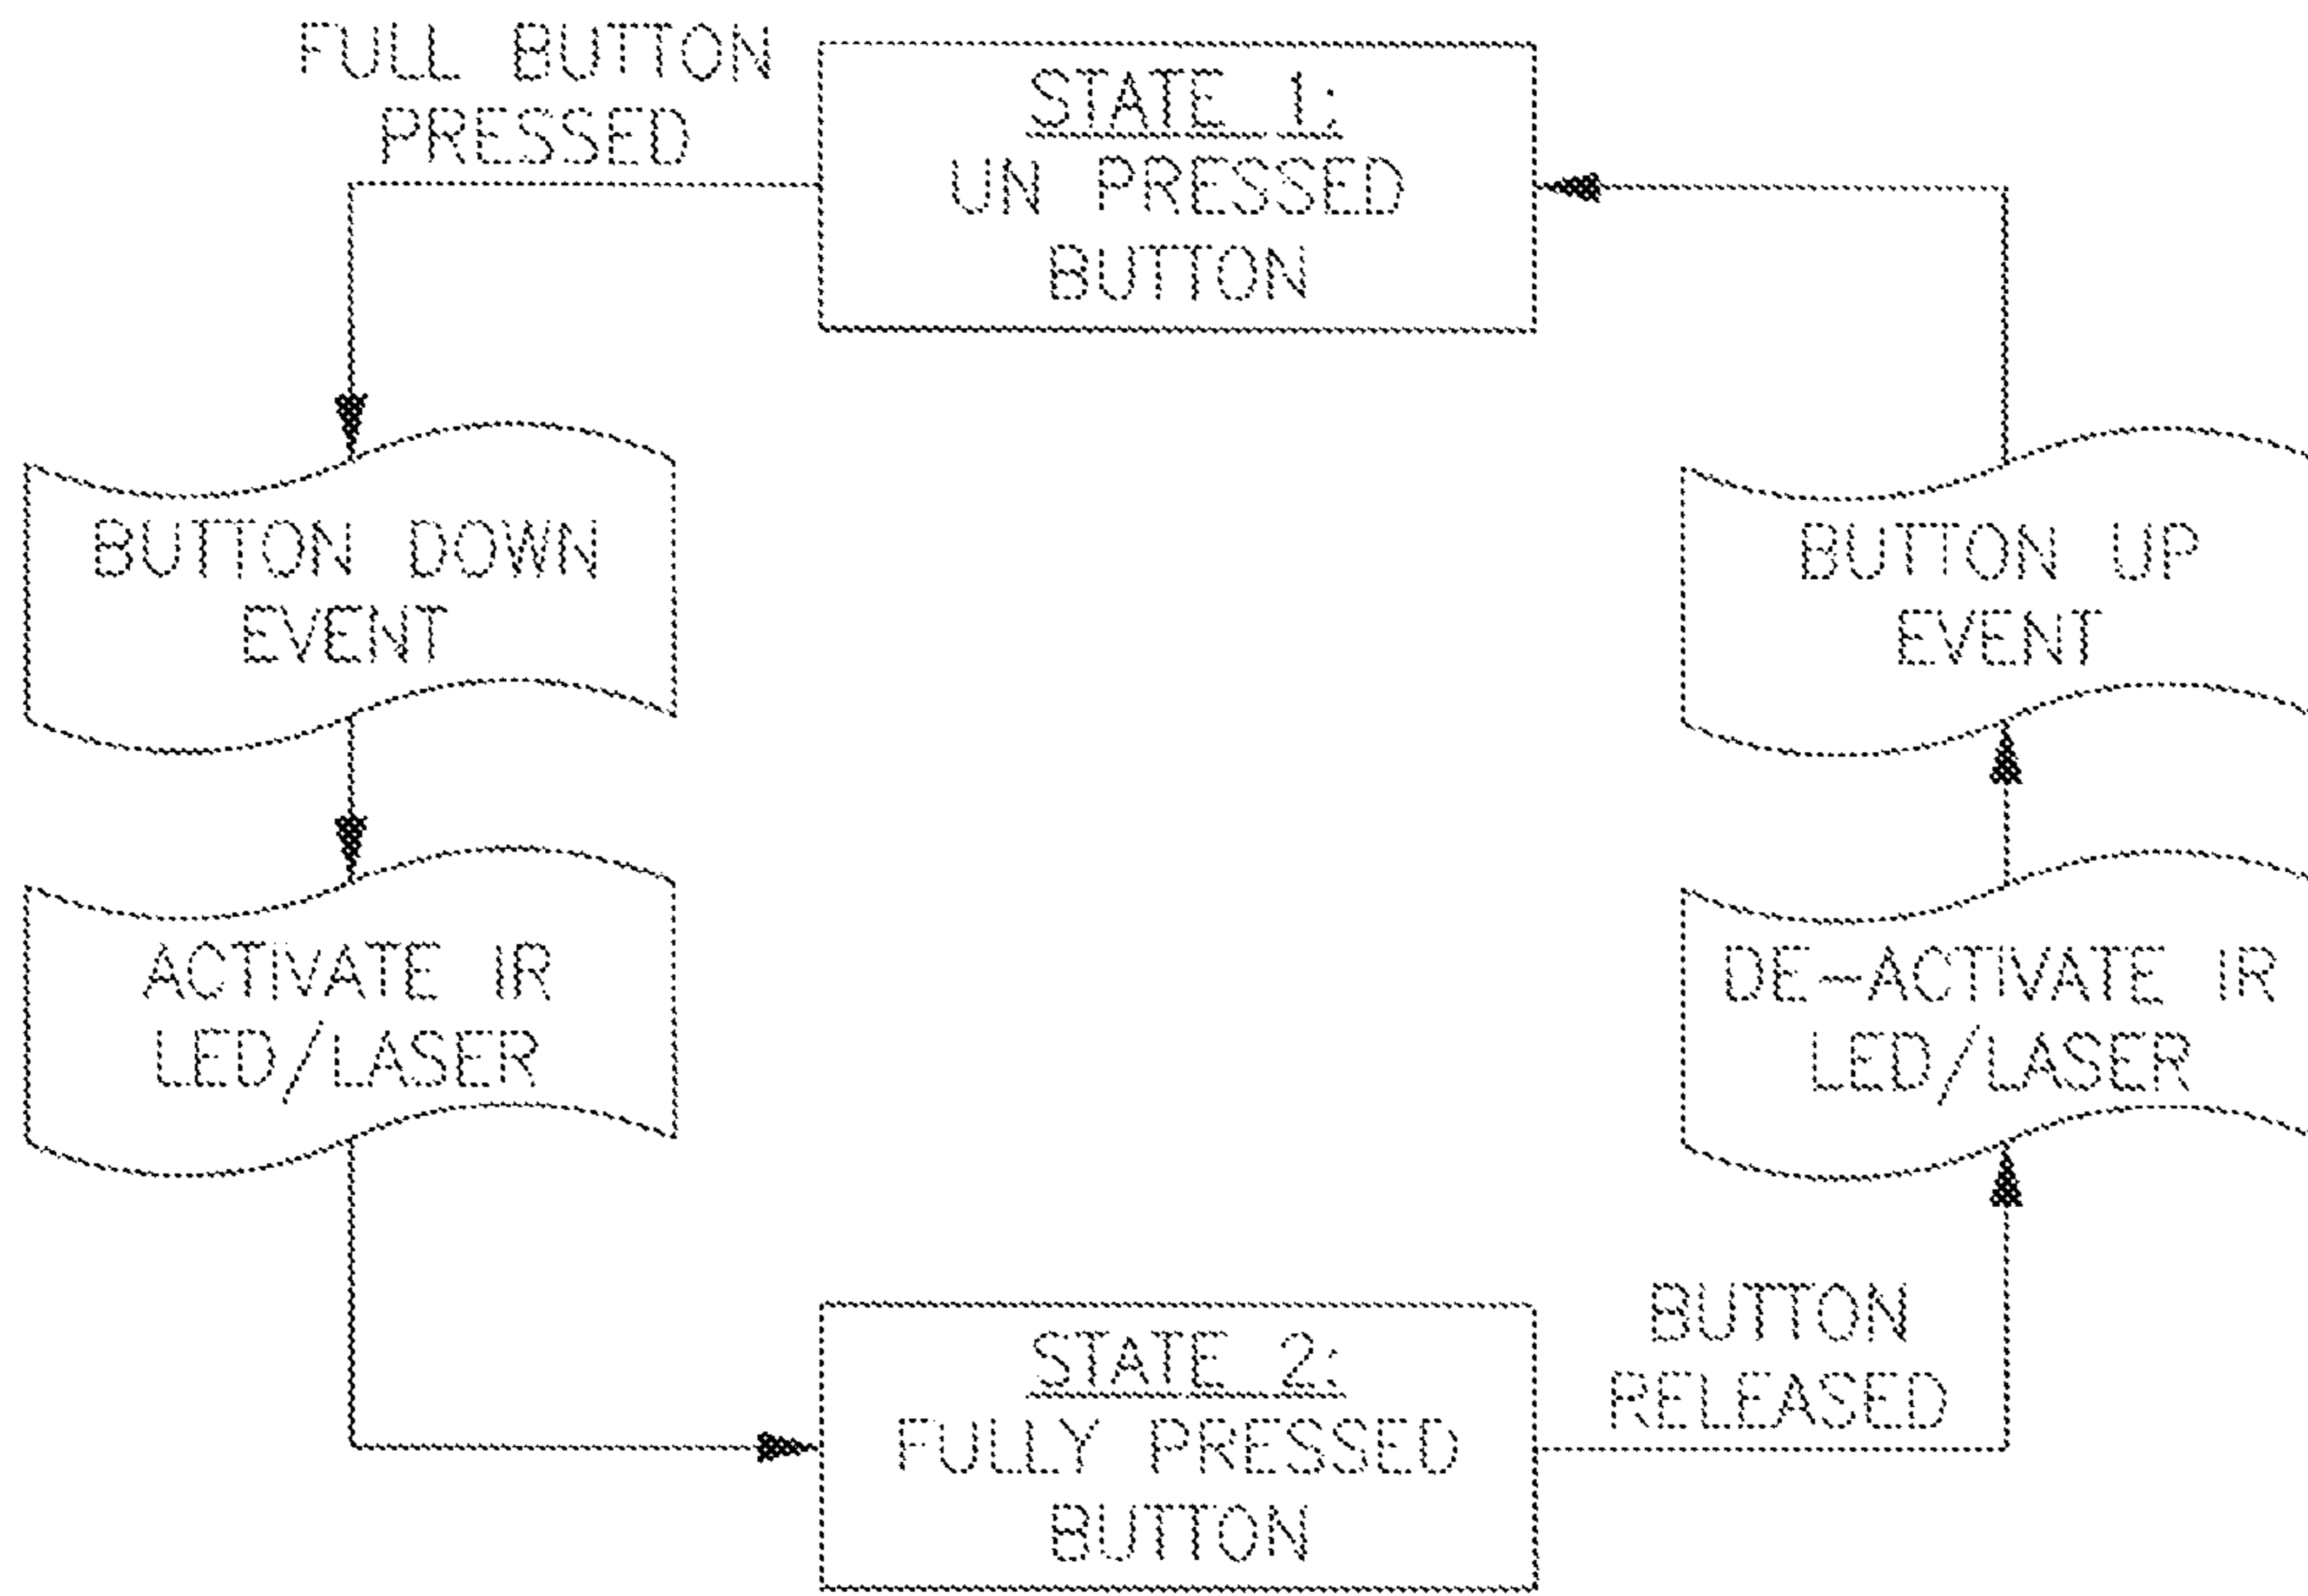 FULL BUTTON
PRESSED
STATE 1:
UN PRESSED
BUTTON
BUTTON DOWN
EVENT
BUTTON UP
EVENT
ACTIVATE IR
LED/LASER
DE-ACTIVATE IR
LED/LASER
STATE 2:
FULLY PRESSED
BUTTON
BUTTON
RELEASED